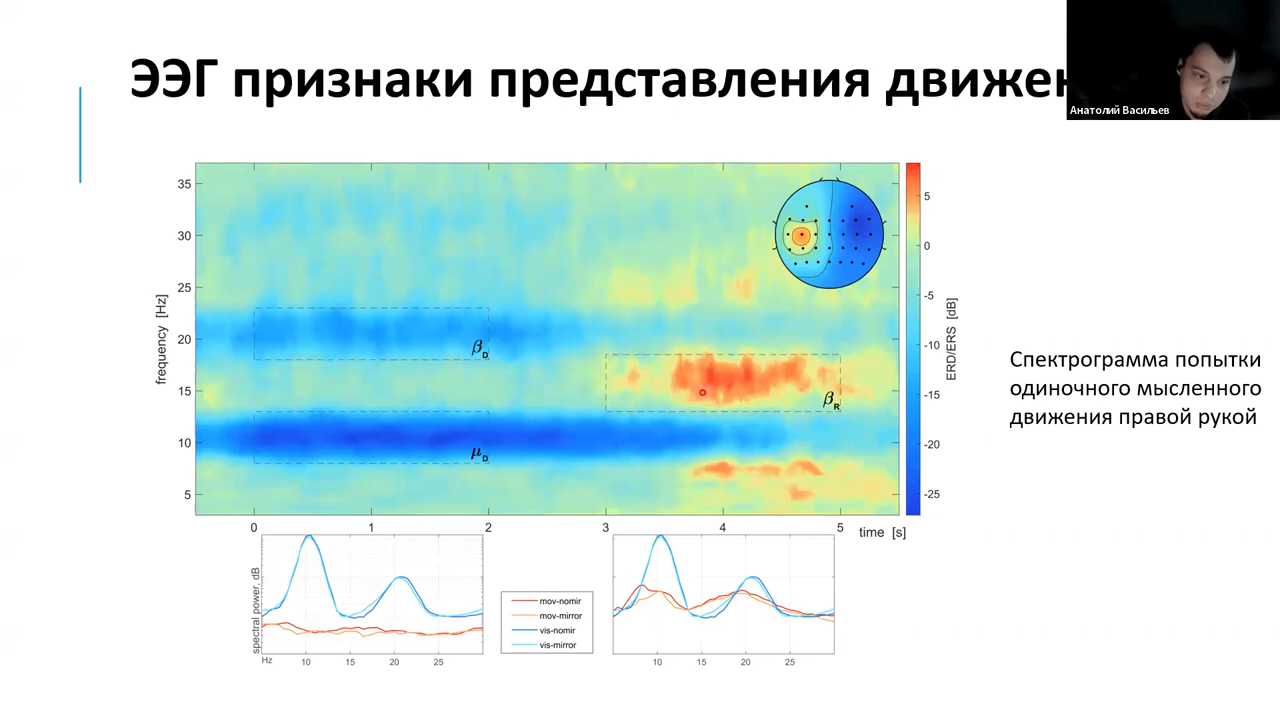 ЭЭГ признаки представления движен
Анатолий Васильев
35
30
25
20
15
10
5
frequency [Hz]
βD
βR
μD
0
1
2
3
4
5
time [s]
5
0
-5
-10
-15
-20
-25
ERD/ERS [dB]
Спектрограмма попытки
одиночного мысленного
движения правой рукой
spectral power, dB
Hz
10
15
20
25
mov-nomir
mov-mirror
vis-nomir
vis-mirror
10
15
20
25